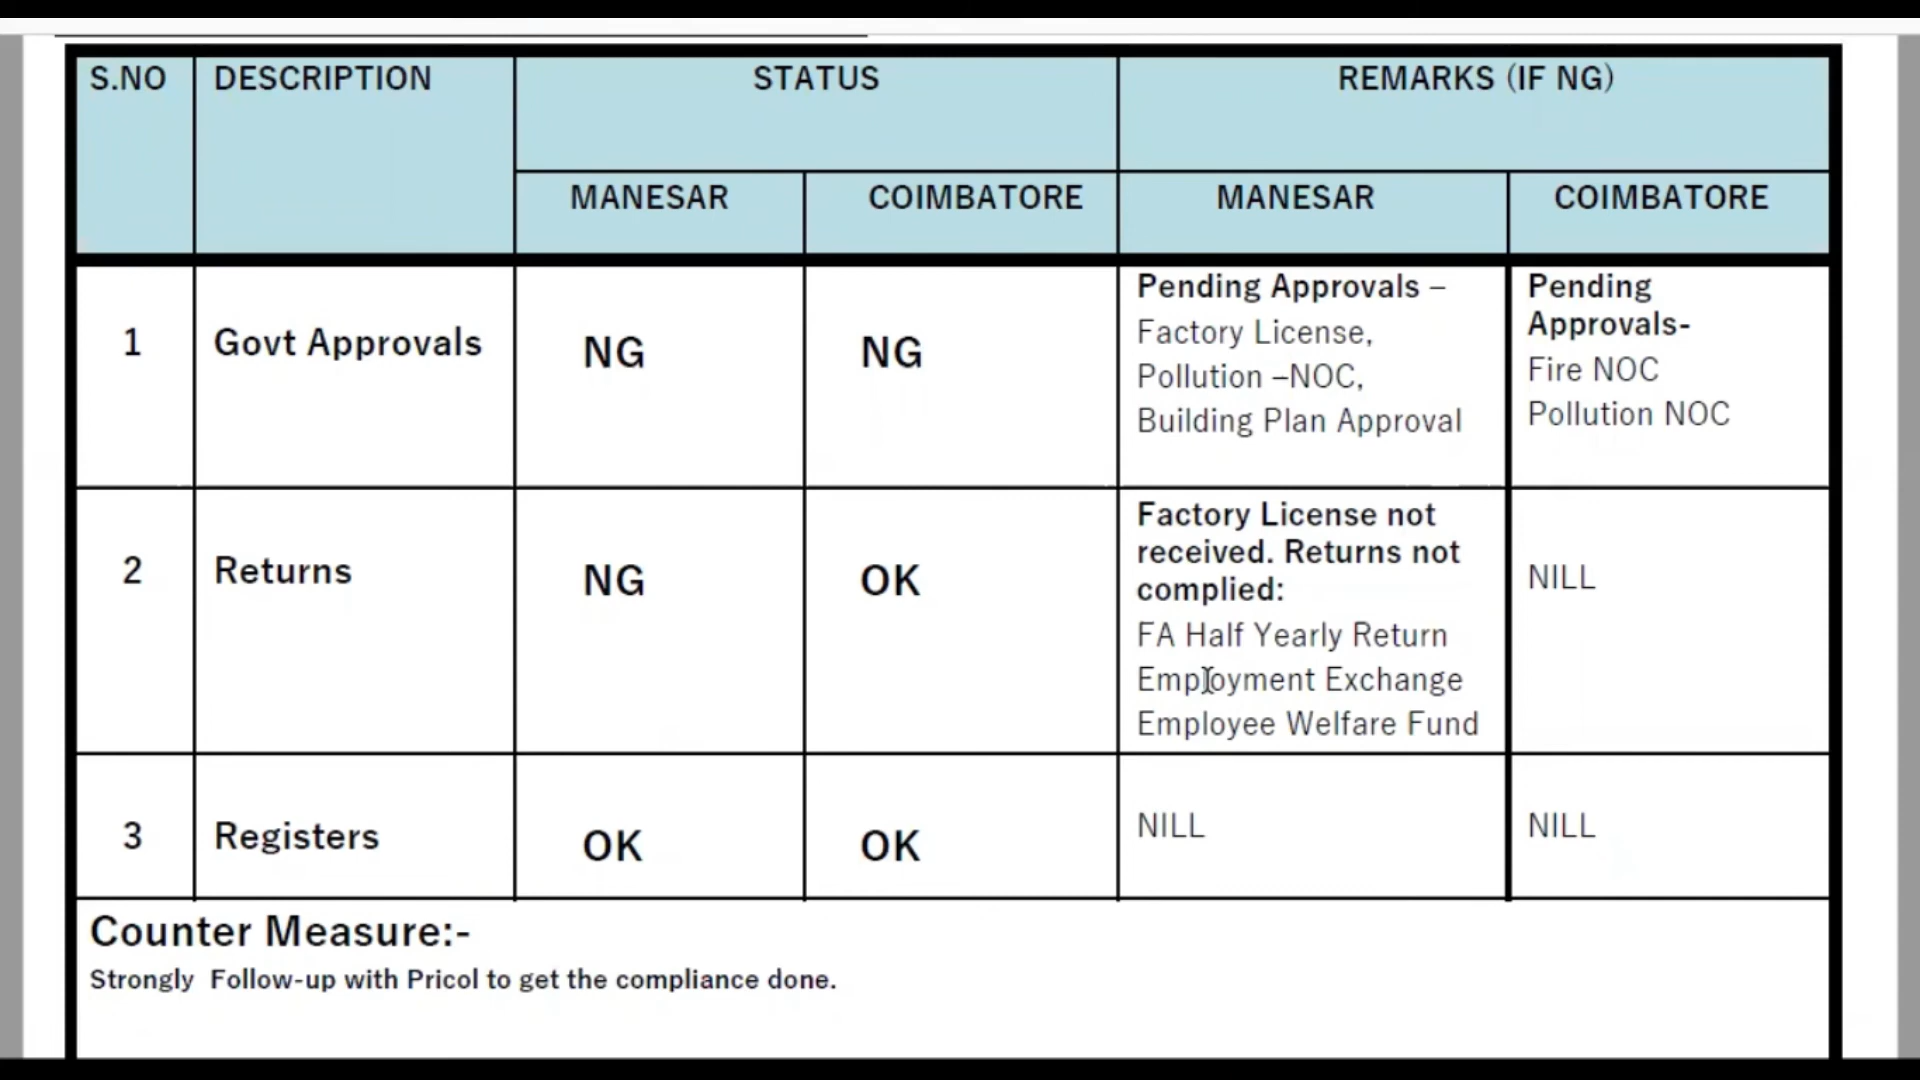 S.NO DESCRIPTION STATUS REMARKS (IF NG)
MANESAR COIMBATORE MANESAR COIMBATORE
1 Govt Approvals NG NG
Pending Approvals –
Factory License,
Pollution –NOC,
Building Plan Approval
Pending
Approvals-
Fire NOC
Pollution NOC
2 Returns NG OK
Factory License not
received. Returns not
complied:
FA Half Yearly Return
Employment Exchange
Employee Welfare Fund
NILL
3 Registers OK OK NILL NILL
Counter Measure:-
Strongly Follow-up with Pricol to get the compliance done.